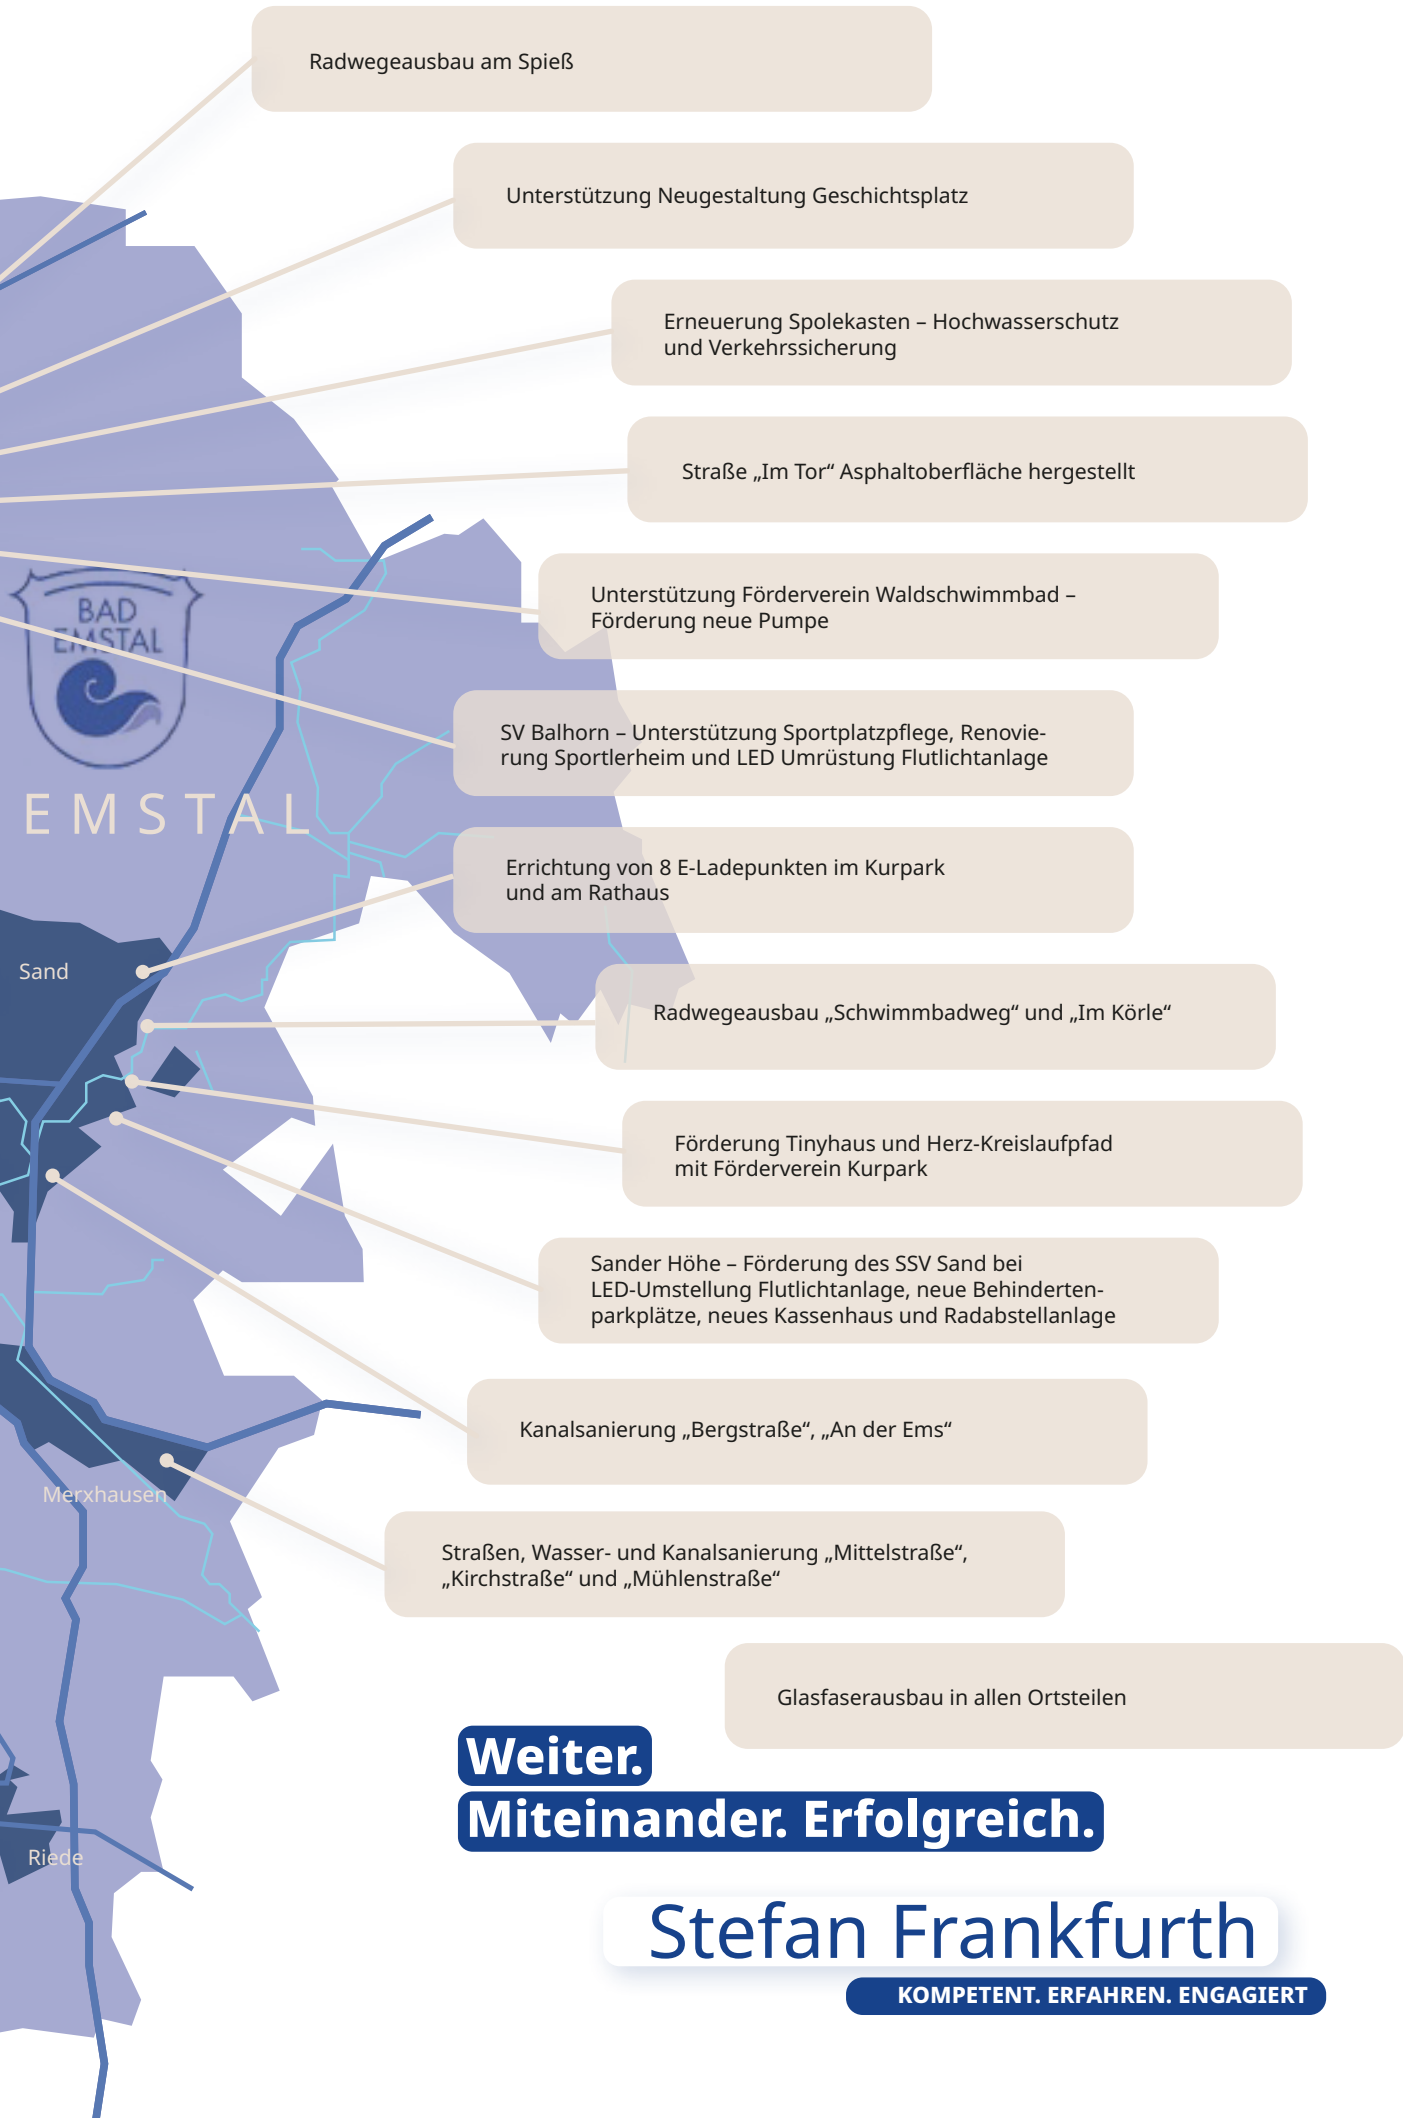 Radwegeausbau am Spieß
Unterstützung Neugestaltung Geschichtsplatz
Erneuerung Spolekasten – Hochwasserschutz
und Verkehrssicherung
Straße „Im Tor“ Asphaltoberfläche hergestellt
Unterstützung Förderverein Waldschwimmbad –
Förderung neue Pumpe
BAD
EMSTAL
SV Balhorn – Unterstützung Sportplatzpflege, Renovie-
rung Sportlerheim und LED Umrüstung Flutlichtanlage
EMSTAL
Errichtung von 8 E-Ladepunkten im Kurpark
und am Rathaus
Sand
Radwegeausbau „Schwimmbadweg“ und „Im Körle“
Förderung Tinyhaus und Herz-Kreislaufpfad
mit Förderverein Kurpark
Sander Höhe – Förderung des SSV Sand bei
LED-Umstellung Flutlichtanlage, neue Behinderten-
parkplätze, neues Kassenhaus und Radabstellanlage
Kanalsanierung „Bergstraße“, „An der Ems“
Merxhausen
Straßen, Wasser- und Kanalsanierung „Mittelstraße“,
„Kirchstraße“ und „Mühlenstraße“
Glasfaserausbau in allen Ortsteilen
Weiter.
Miteinander. Erfolgreich.
Riede
Stefan Frankfurth
KOMPETENT. ERFAHREN. ENGAGIERT